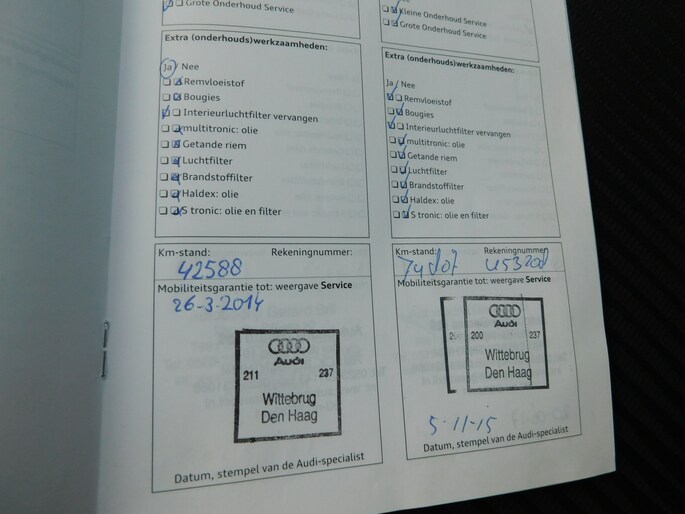 Grote Onderhoud Service
Extra (onderhouds)werkzaamheden:
Ja / Nee
Remvloeistof
Bougies
Interieurluchtfilter vervangen
multitronic: olie
Getande riem
Luchtfilter
Brandstoffilter
Haldex: olie
S tronic: olie en filter
Km-stand: Rekeningnummer:
42588
Mobiliteitsgarantie tot: weergave Service
26-3-2014
Audi
211 237
Wittebrug
Den Haag
Datum, stempel van de Audi-specialist
Kleine Onderhoud Service
Grote Onderhoud Service
Extra (onderhouds)werkzaamheden:
Ja / Nee
Remvloeistof
Bougies
Interieurluchtfilter vervangen
multitronic: olie
Getande riem
Luchtfilter
Brandstoffilter
Haldex: olie
S tronic: olie en filter
Km-stand: Rekeningnummer
Mobiliteitsgarantie tot: weergave Service
Audi
200 237
Wittebrug
Den Haag
5-11-15
Datum, stempel van de Audi-specialist